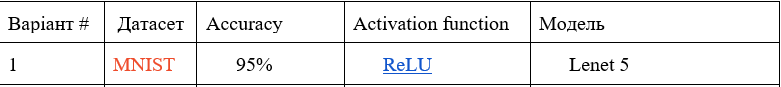 Варіант # Датасет Accuracy Activation function Модель
1 MNIST 95% ReLU Lenet 5